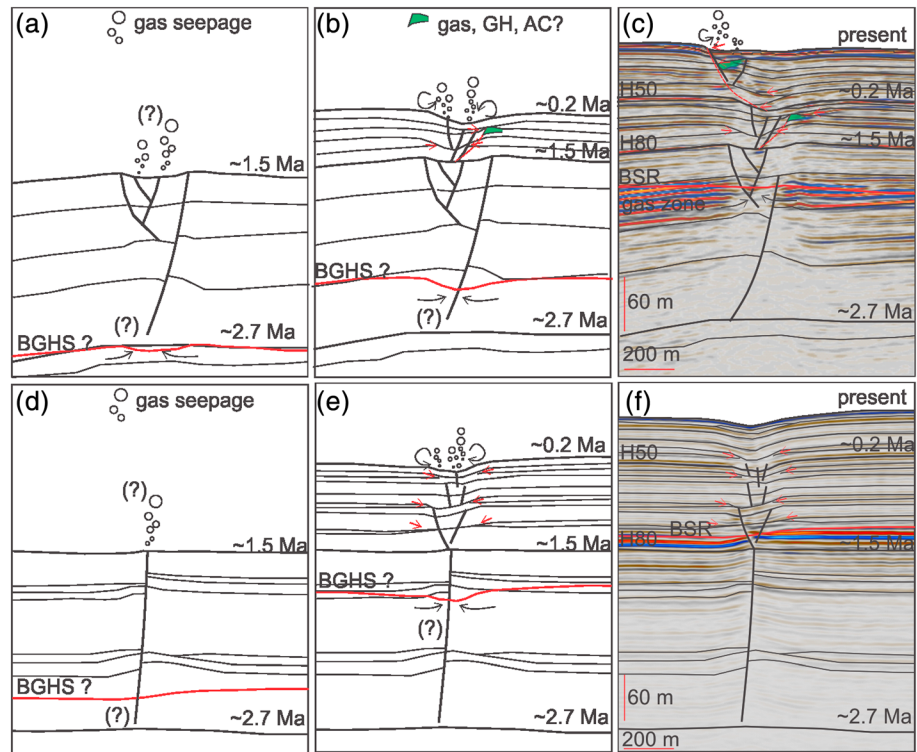 (a)
gas seepage
(?)
~1.5 Ma
(?)
BGHS ?
~2.7 Ma
(b)
gas, GH, AC?
~0.2 Ma
~1.5 Ma
BGHS ?
(?)
~2.7 Ma
(c)
present
H50
~0.2 Ma
H80
~1.5 Ma
BSR
gas zone
60 m
~2.7 Ma
200 m
(d)
gas seepage
(?)
~1.5 Ma
BGHS ?
(?)
~2.7 Ma
(e)
~0.2 Ma
~1.5 Ma
BGHS ?
(?)
~2.7 Ma
(f)
present
H50
~0.2 Ma
BSR
H80
~1.5 Ma
60 m
~2.7 Ma
200 m